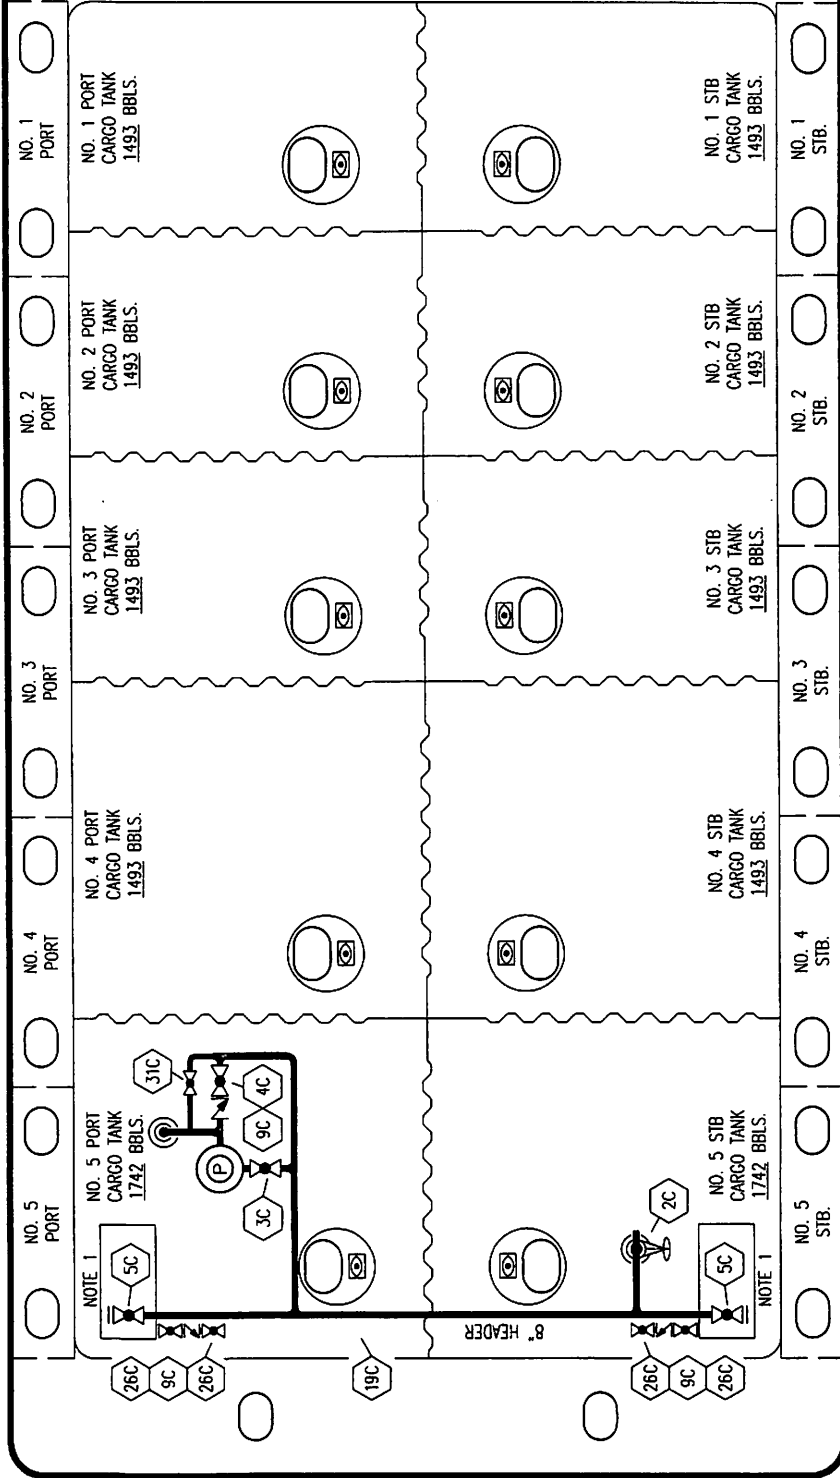 NO. 5
PORT
NO. 4
PORT
NO. 3
PORT
NO. 2
PORT
NO. 1
PORT
NOTE 1
5C
NO. 5 PORT
CARGO TANK
1742 BBLS.
31C
4C
9C
P
3C
NO. 4 PORT
CARGO TANK
1493 BBLS.
NO. 3 PORT
CARGO TANK
1493 BBLS.
NO. 2 PORT
CARGO TANK
1493 BBLS.
NO. 1 PORT
CARGO TANK
1493 BBLS.
26C
9C
26C
19C
8" HEADER
26C
9C
26C
2C
5C
NOTE 1
NO. 5 STB
CARGO TANK
1742 BBLS.
NO. 4 STB
CARGO TANK
1493 BBLS.
NO. 3 STB
CARGO TANK
1493 BBLS.
NO. 2 STB
CARGO TANK
1493 BBLS.
NO. 1 STB
CARGO TANK
1493 BBLS.
NO. 5
STB.
NO. 4
STB.
NO. 3
STB.
NO. 2
STB.
NO. 1
STB.